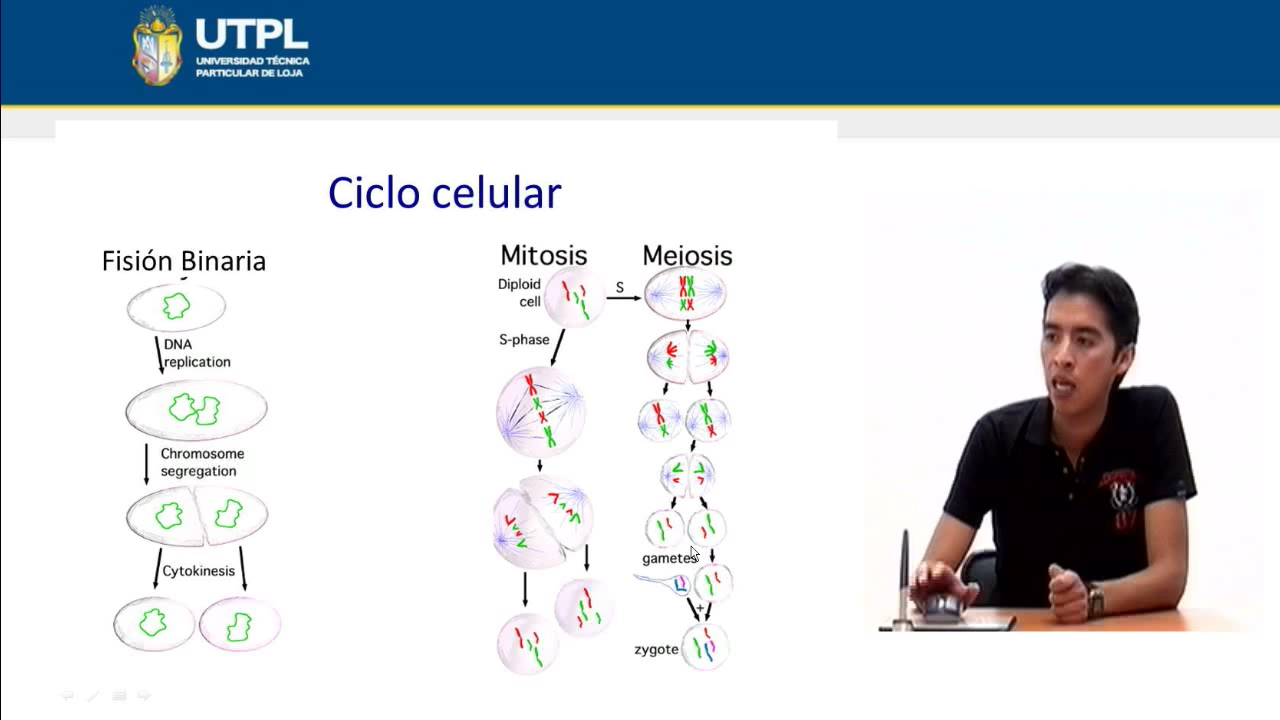 UTPL
UNIVERSIDAD TÉCNICA
PARTICULAR DE LOJA
Ciclo celular
Fisión Binaria
DNA
replication
Chromosome
segregation
Cytokinesis
Mitosis
Meiosis
Diploid
cell
S
S-phase
gametes
+
zygote